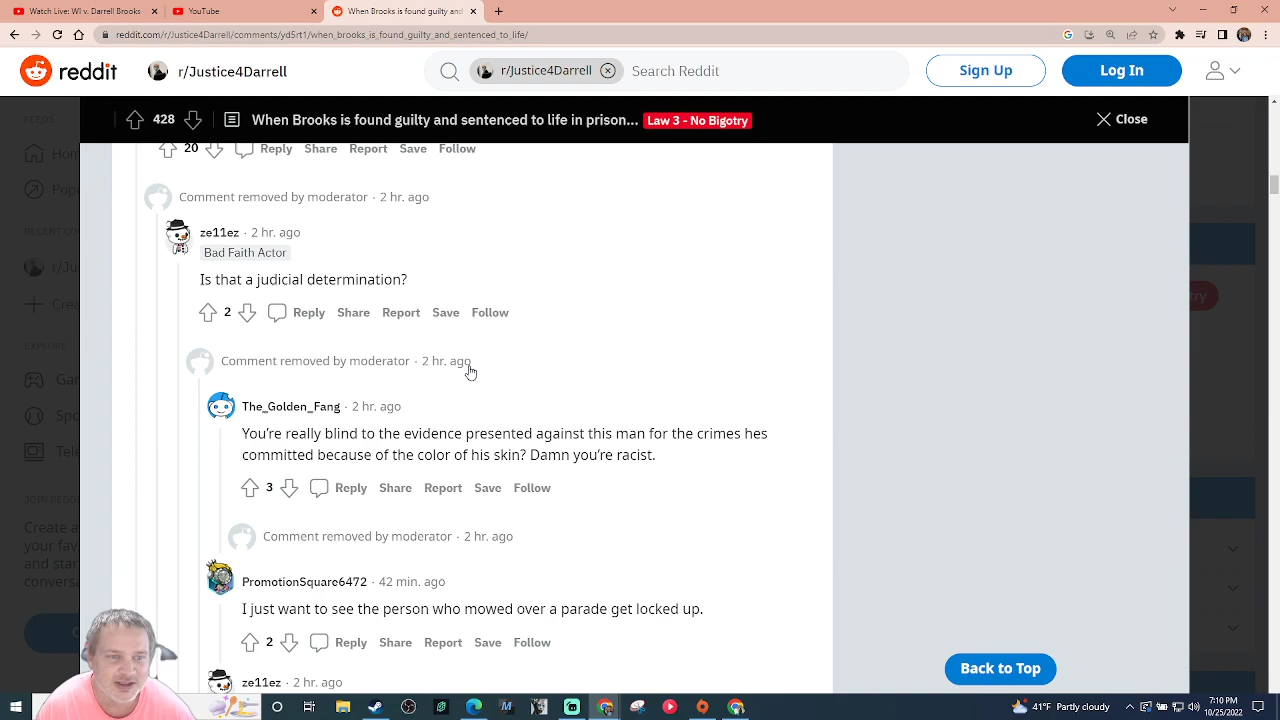 Watch Live: WI v. Darrell Brooks
YouTube
When Brooks is found guilty and
reddit.com/r/Justice4Darrell/comments/yd5rt1/when_brooks_is_found_guilty_and_sentenced_to_life/
reddit
r/Justice4Darrell
r/Justice4Darrell
Search Reddit
Sign Up
Log In
FEEDS
428
When Brooks is found guilty and sentenced to life in prison...
Law 3 - No Bigotry
Close
20 Reply Share Report Save Follow
Comment removed by moderator · 2 hr. ago
ze11ez · 2 hr. ago
Bad Faith Actor
Is that a judicial determination?
2 Reply Share Report Save Follow
Comment removed by moderator · 2 hr. ago
The_Golden_Fang · 2 hr. ago
You're really blind to the evidence presented against this man for the crimes hes
committed because of the color of his skin? Damn you're racist.
3 Reply Share Report Save Follow
Comment removed by moderator · 2 hr. ago
PromotionSquare6472 · 42 min. ago
I just want to see the person who mowed over a parade get locked up.
2 Reply Share Report Save Follow
ze11ez · 2 hr. ago
Back to Top
EXPLORE
Create a
your fav
and star
conversa
41°F Partly cloudy
7:10 PM
10/25/2022